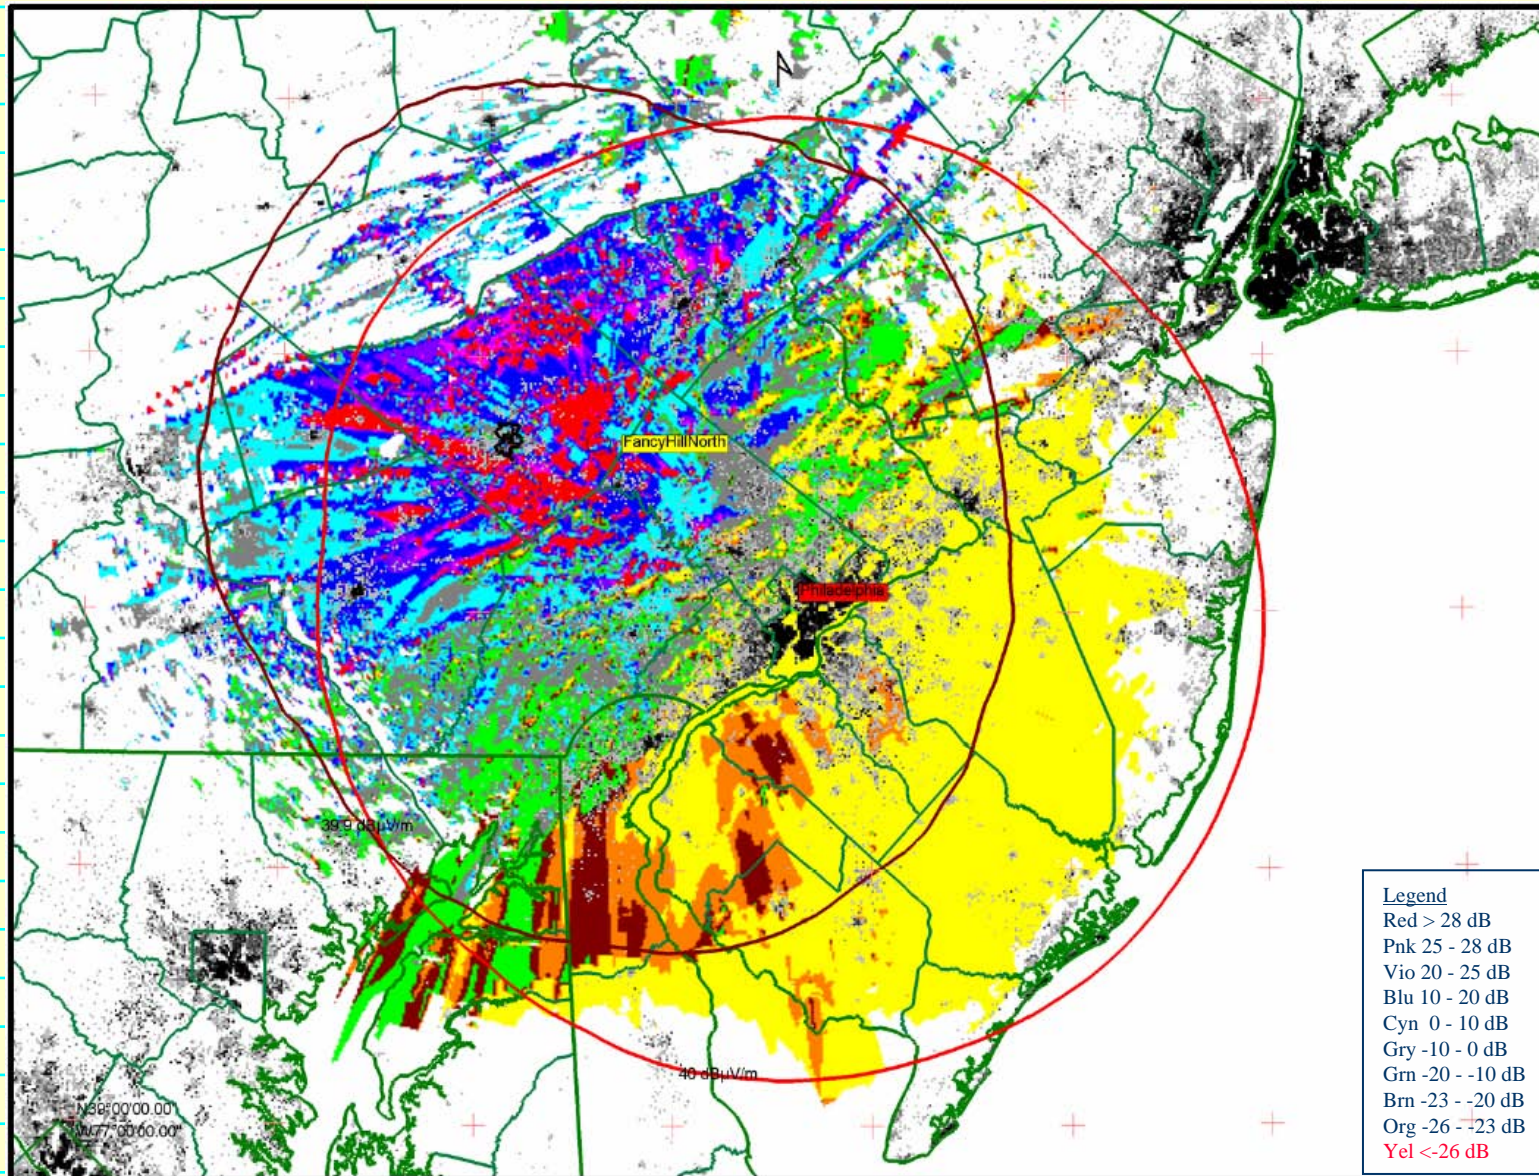 FancyHillNorth
Philadelphia
39.9 dBµV/m
40 dBµV/m
N39°00'00.00"
W77°00'00.00"
Legend
Red > 28 dB
Pnk 25 - 28 dB
Vio 20 - 25 dB
Blu 10 - 20 dB
Cyn 0 - 10 dB
Gry -10 - 0 dB
Grn -20 - -10 dB
Brn -23 - -20 dB
Org -26 - -23 dB
Yel <-26 dB